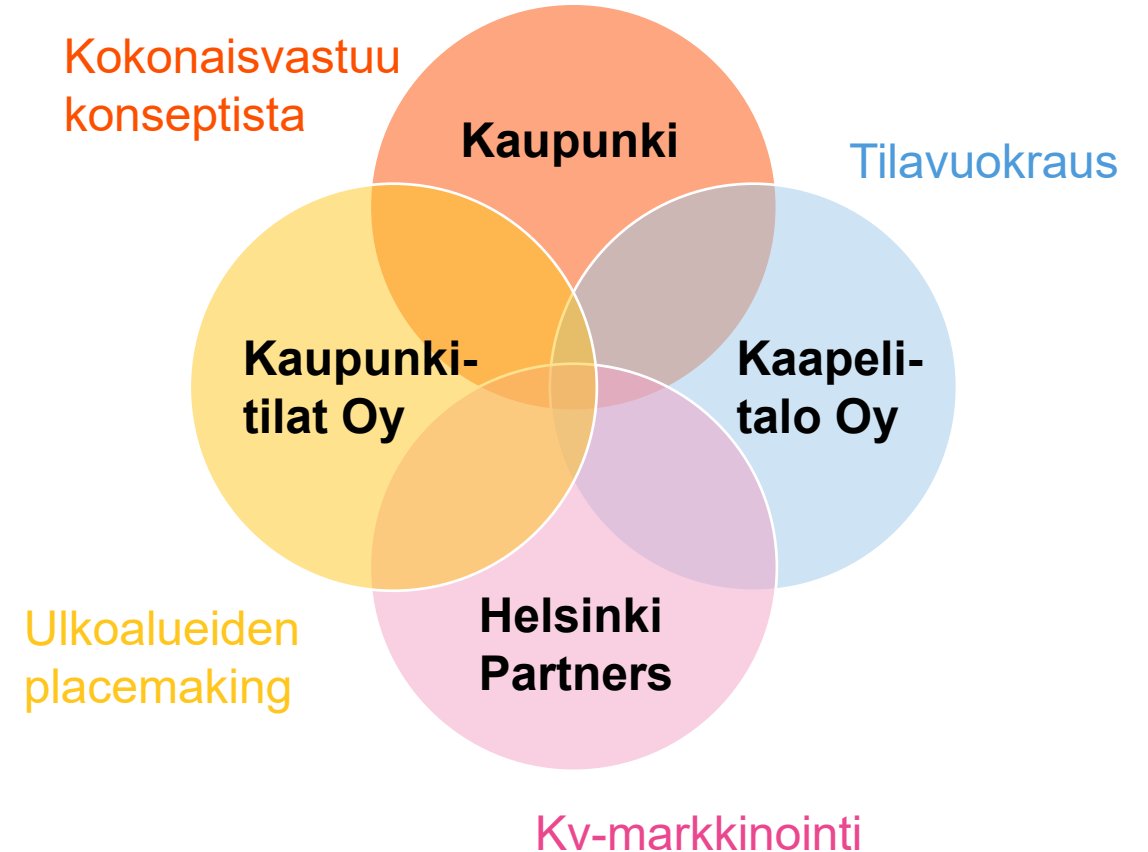 Kokonaisvastuu
konseptista
Kaupunki
Tilavuokraus
Kaupunki-
tilat Oy
Kaapeli-
talo Oy
Helsinki
Partners
Ulkoalueiden
placemaking
Kv-markkinointi